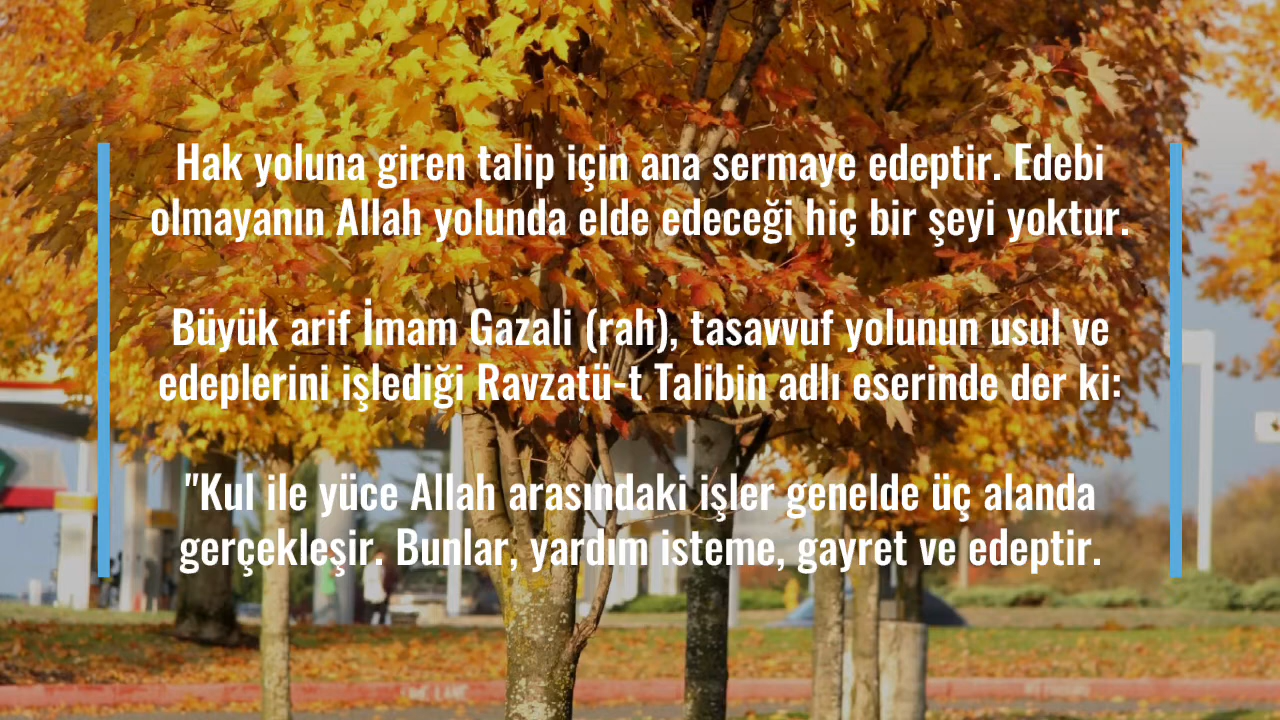 Hak yoluna giren talip için ana sermaye edeptir. Edebi
olmayanın Allah yolunda elde edeceği hiç bir şeyi yoktur.
Büyük arif İmam Gazali (rah), tasavvuf yolunun usul ve
edeplerini işlediği Ravzatü-t Talibin adlı eserinde der ki:
"Kul ile yüce Allah arasındaki işler genelde üç alanda
gerçekleşir. Bunlar, yardım isteme, gayret ve edeptir.